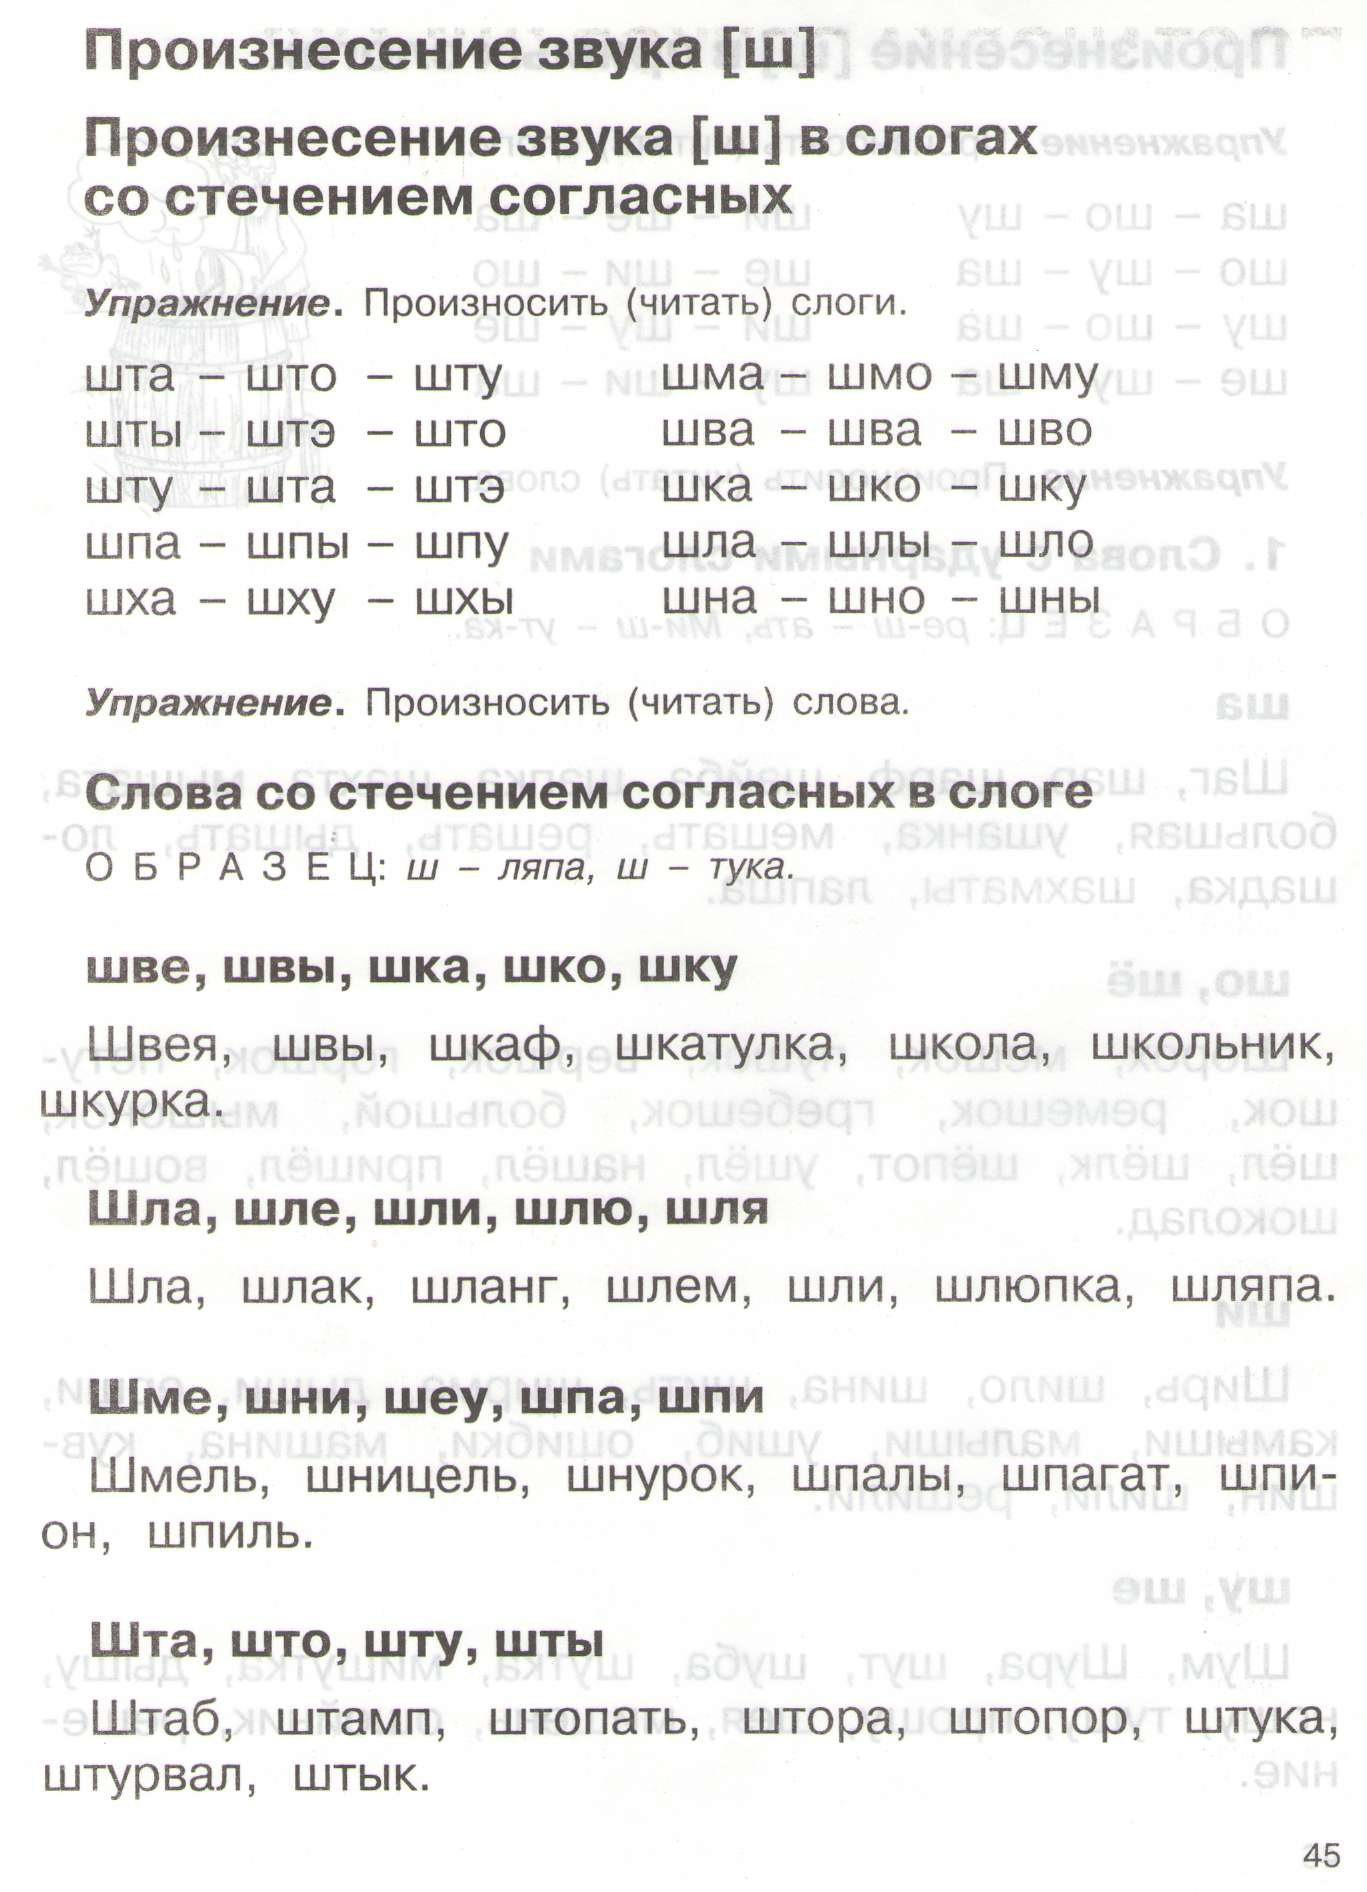 Произнесение звука [ш]
Произнесение звука [ш] в слогах
со стечением согласных
Упражнение. Произносить (читать) слоги.
шта – што – шту шма – шмо – шму
шты – штэ – што шва – шва – шво
шту – шта – штэ шка – шко – шку
шпа – шпы – шпу шла – шлы – шло
шха – шху – шхы шна – шно – шны
Упражнение. Произносить (читать) слова.
Слова со стечением согласных в слоге
О Б Р А З Е Ц: ш – ляпа, ш – тука.
шве, швы, шка, шко, шку
Швея, швы, шкаф, шкатулка, школа, школьник,
шкурка.
Шла, шле, шли, шлю, шля
Шла, шлак, шланг, шлем, шли, шлюпка, шляпа.
Шме, шни, шеу, шпа, шпи
Шмель, шницель, шнурок, шпалы, шпагат, шпи-
он, шпиль.
Шта, што, шту, шты
Штаб, штамп, штопать, штора, штопор, штука,
штурвал, штык.
45